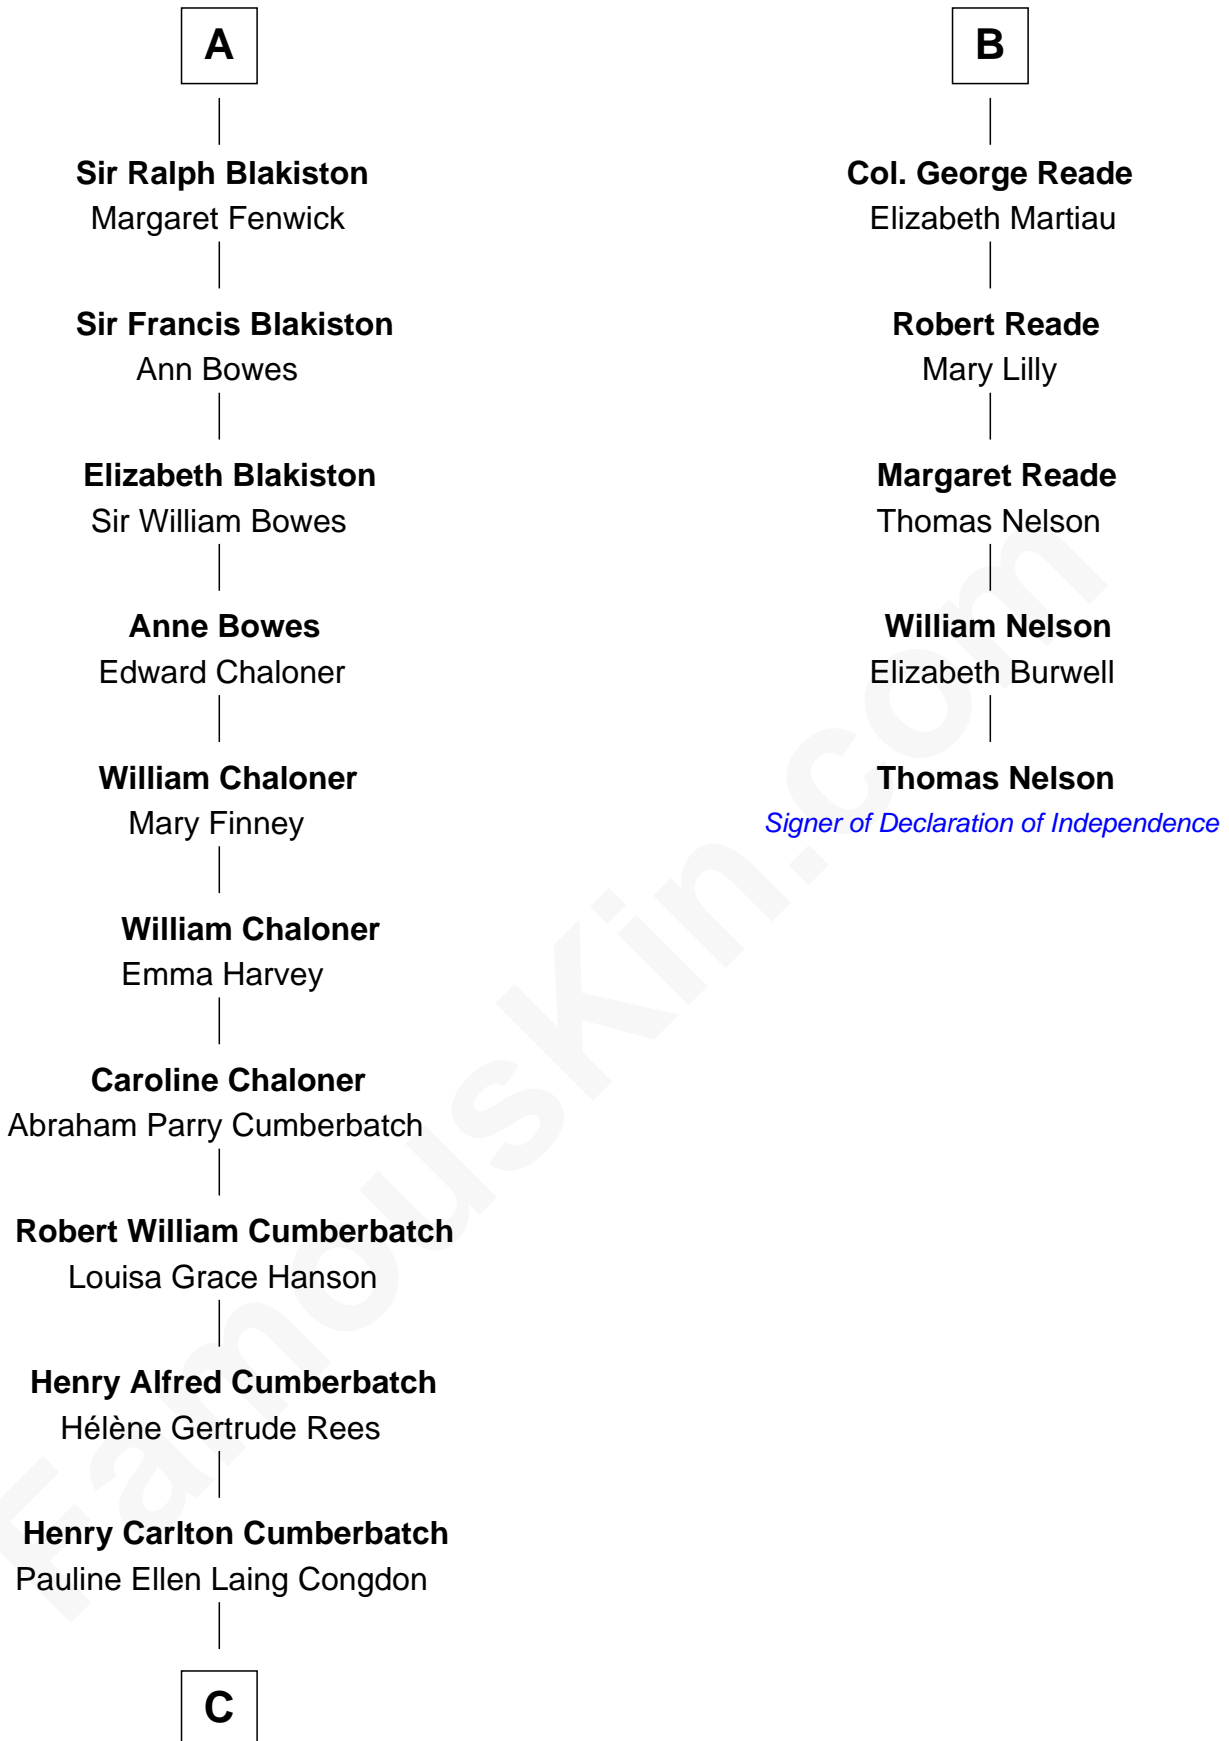 A
Sir Ralph Blakiston
Margaret Fenwick
Sir Francis Blakiston
Ann Bowes
Elizabeth Blakiston
Sir William Bowes
Anne Bowes
Edward Chaloner
William Chaloner
Mary Finney
William Chaloner
Emma Harvey
Caroline Chaloner
Abraham Parry Cumberbatch
Robert William Cumberbatch
Louisa Grace Hanson
Henry Alfred Cumberbatch
Hélène Gertrude Rees
Henry Carlton Cumberbatch
Pauline Ellen Laing Congdon
C
B
Col. George Reade
Elizabeth Martiau
Robert Reade
Mary Lilly
Margaret Reade
Thomas Nelson
William Nelson
Elizabeth Burwell
Thomas Nelson
Signer of Declaration of Independence
FamousKin.com